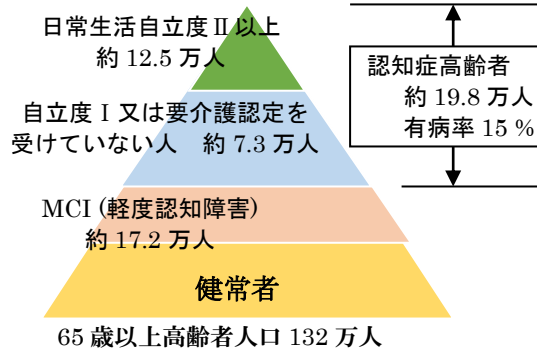 日常生活自立度Ⅱ以上
約 12.5 万人
自立度Ⅰ又は要介護認定を
受けていない人　約 7.3 万人
MCI (軽度認知障害)
約 17.2 万人
健常者
65 歳以上高齢者人口 132 万人
認知症高齢者
約 19.8 万人
有病率 15 %